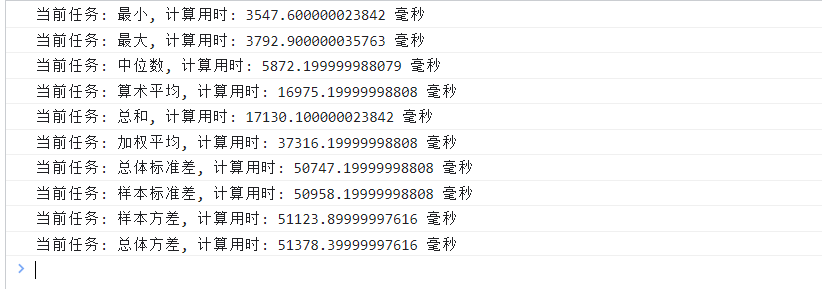 当前任务: 最小, 计算用时: 3547.600000023842 毫秒
当前任务: 最大, 计算用时: 3792.900000035763 毫秒
当前任务: 中位数, 计算用时: 5872.199999988079 毫秒
当前任务: 算术平均, 计算用时: 16975.19999998808 毫秒
当前任务: 总和, 计算用时: 17130.100000023842 毫秒
当前任务: 加权平均, 计算用时: 37316.19999998808 毫秒
当前任务: 总体标准差, 计算用时: 50747.19999998808 毫秒
当前任务: 样本标准差, 计算用时: 50958.19999998808 毫秒
当前任务: 样本方差, 计算用时: 51123.89999997616 毫秒
当前任务: 总体方差, 计算用时: 51378.39999997616 毫秒